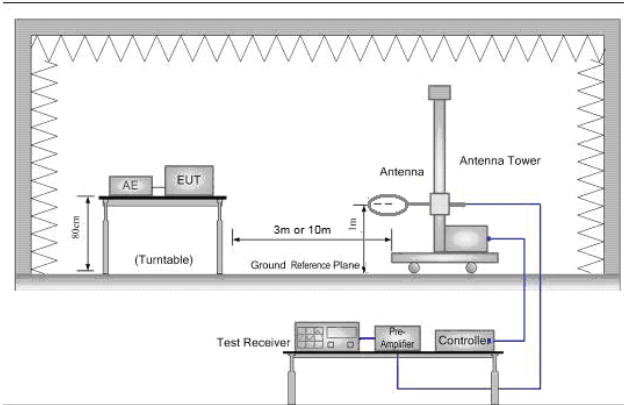 Antenna
Antenna Tower
AE
EUT
80cm
1m
3m or 10m
(Turntable)
Ground Reference Plane
Test Receiver
Pre-
Amplifier
Controller